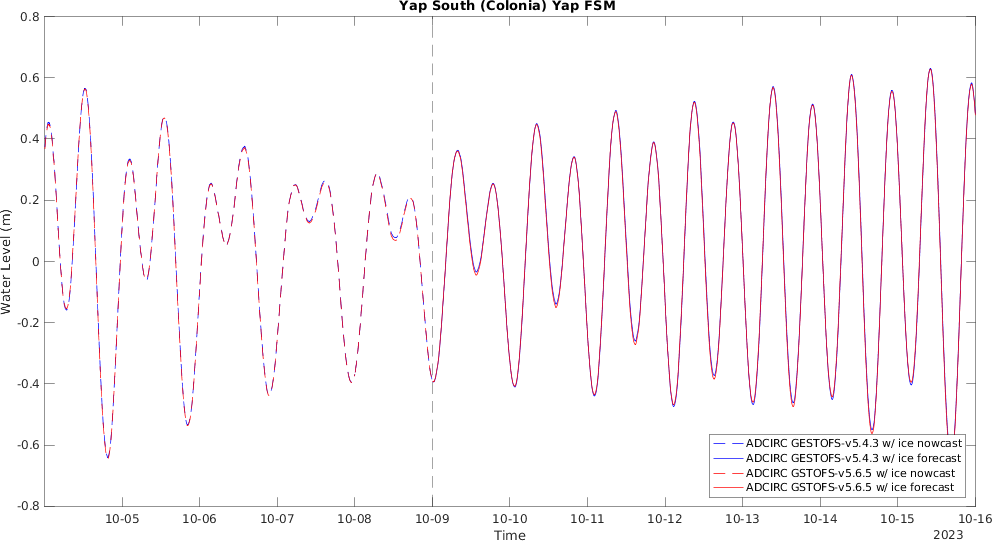 Yap South (Colonia) Yap FSM
0.8
0.6
0.4
0.2
0
-0.2
-0.4
-0.6
-0.8
Water Level (m)
10-05 10-06 10-07 10-08 10-09 10-10 10-11 10-12 10-13 10-14 10-15 10-16
Time
2023
ADCIRC GESTOFS-v5.4.3 w/ ice nowcast
ADCIRC GESTOFS-v5.4.3 w/ ice forecast
ADCIRC GSTOFS-v5.6.5 w/ ice nowcast
ADCIRC GSTOFS-v5.6.5 w/ ice forecast